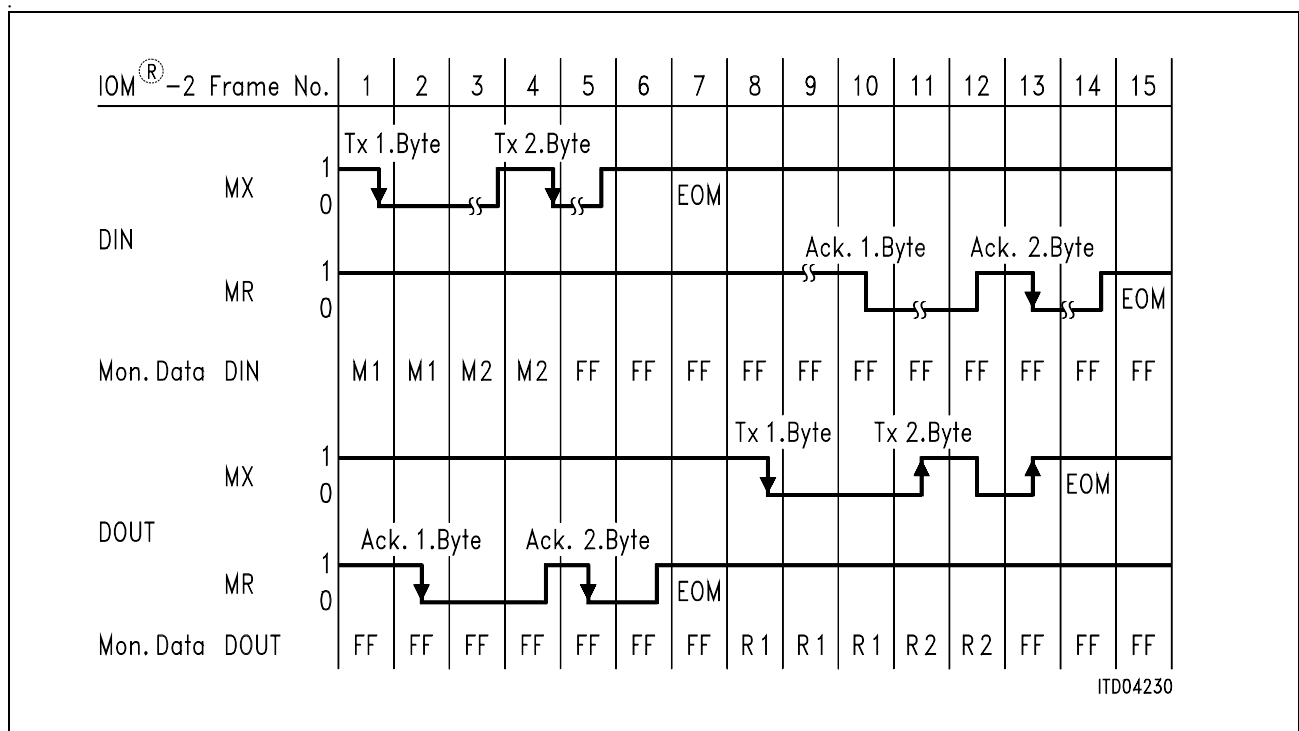 IOM®-2 Frame No. 1 2 3 4 5 6 7 8 9 10 11 12 13 14 15
Tx 1.Byte Tx 2.Byte
1
MX EOM
0
DIN
Ack. 1.Byte Ack. 2.Byte
1
MR EOM
0
Mon. Data DIN M1 M1 M2 M2 FF FF FF FF FF FF FF FF FF FF FF
Tx 1.Byte Tx 2.Byte
1
MX EOM
0
DOUT
Ack. 1.Byte Ack. 2.Byte
1
MR EOM
0
Mon. Data DOUT FF FF FF FF FF FF FF R1 R1 R1 R2 R2 FF FF FF
ITD04230